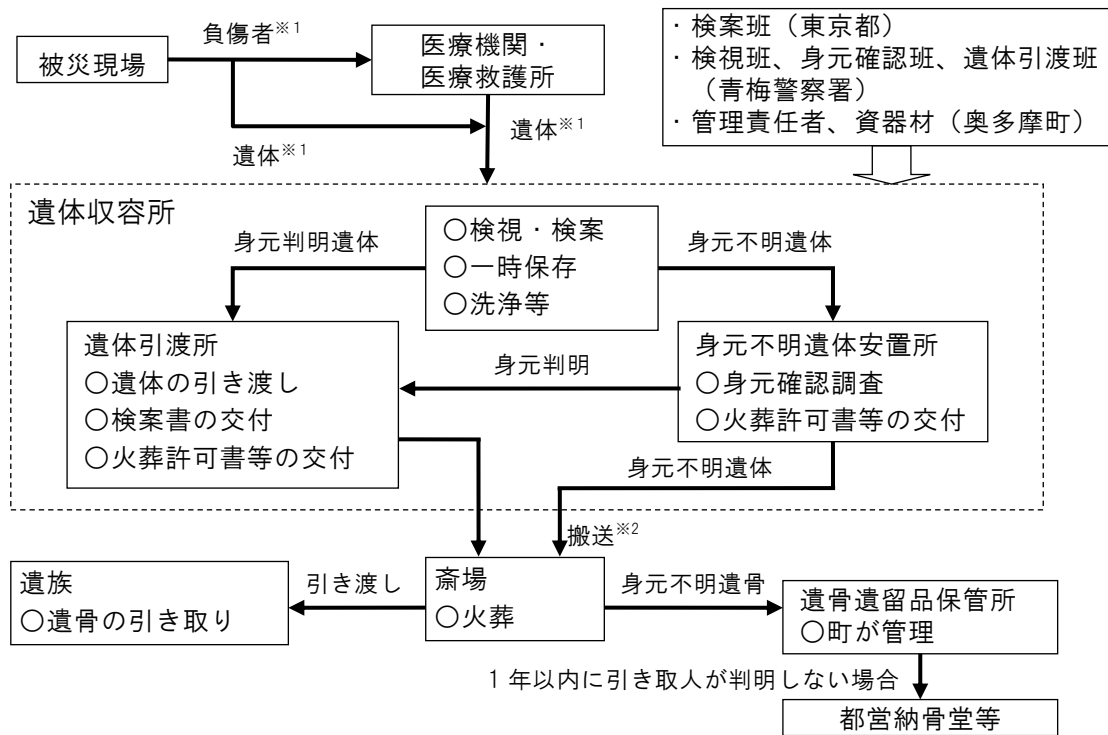 被災現場
負傷者※1
医療機関・
医療救護所
・検案班（東京都）
・検視班、身元確認班、遺体引渡班
（青梅警察署）
・管理責任者、資器材（奥多摩町）
遺体※1
遺体※1
遺体収容所
○検視・検案
○一時保存
○洗浄等
身元判明遺体
身元不明遺体
遺体引渡所
○遺体の引き渡し
○検案書の交付
○火葬許可書等の交付
身元判明
身元不明遺体安置所
○身元確認調査
○火葬許可書等の交付
身元不明遺体
搬送※2
遺族
○遺骨の引き取り
引き渡し
斎場
○火葬
身元不明遺骨
遺骨遺留品保管所
○町が管理
1年以内に引き取人が判明しない場合
都営納骨堂等